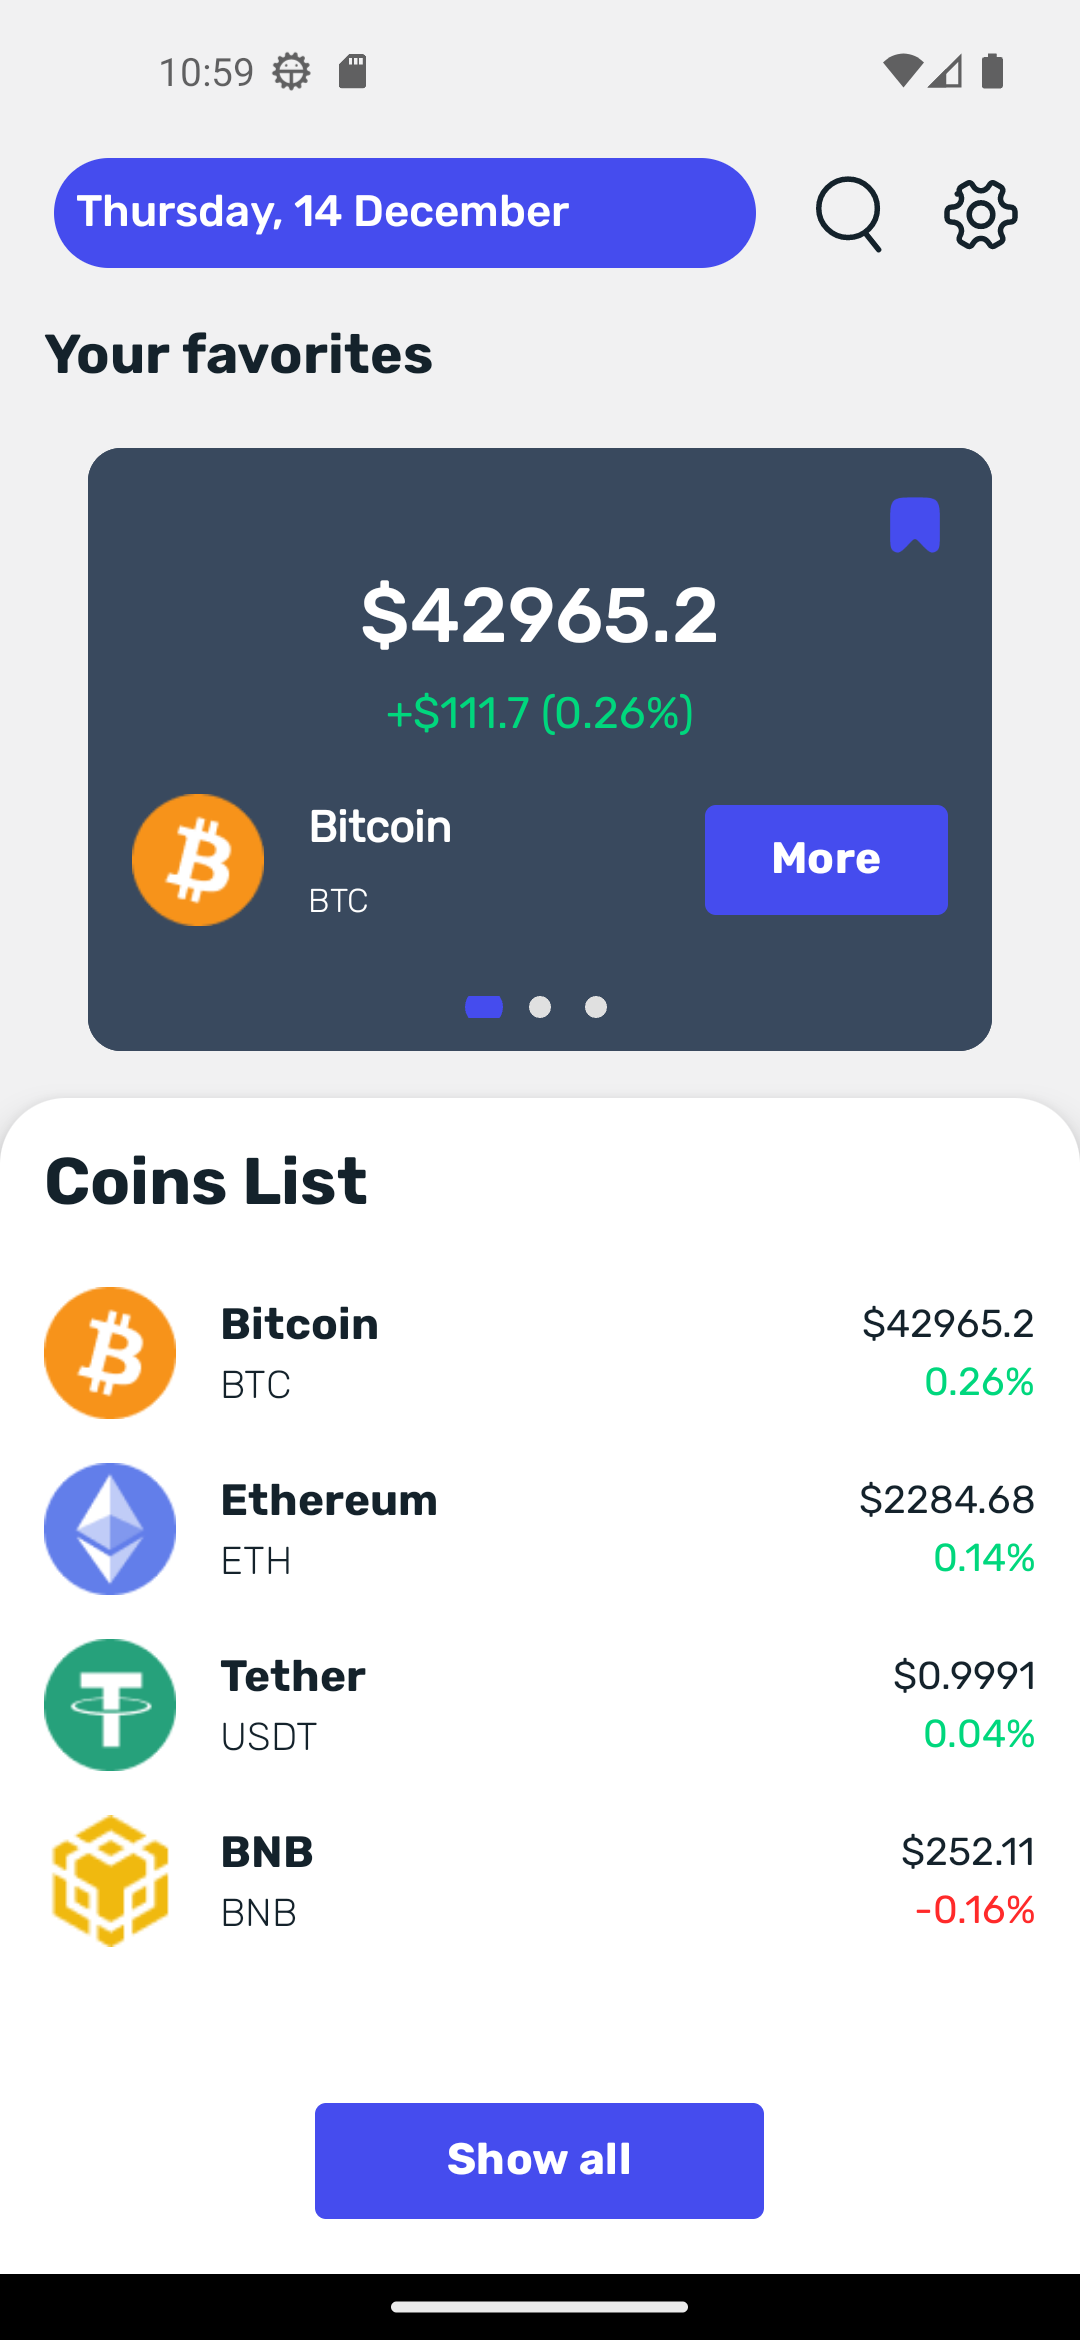 10:59
Thursday, 14 December
Your favorites
$42965.2
+$111.7 (0.26%)
Bitcoin
BTC
More
Coins List
Bitcoin
$42965.2
BTC
0.26%
Ethereum
$2284.68
ETH
0.14%
Tether
$0.9991
USDT
0.04%
BNB
$252.11
BNB
-0.16%
Show all